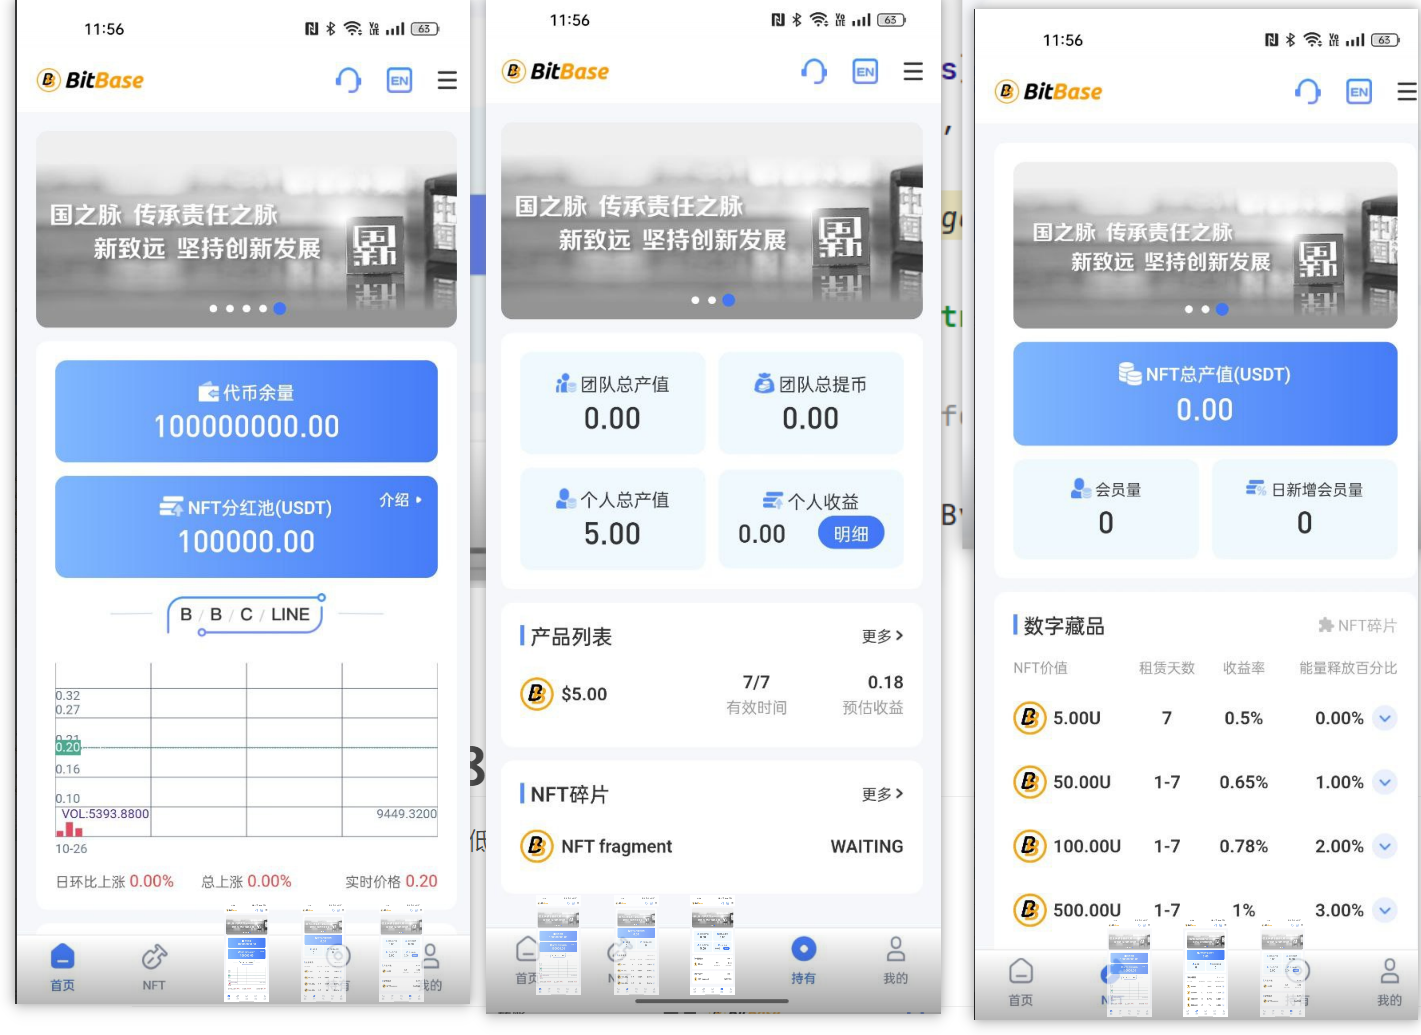 11:56
63
BitBase
EN
国之脉 传承责任之脉
新致远 坚持创新发展
代币余量
100000000.00
NFT分红池(USDT)
介绍
100000.00
B / B / C / LINE
0.32
0.27
0.20
0.16
0.10
VOL:5393.8800
9449.3200
10-26
日环比上涨 0.00%
总上涨 0.00%
实时价格 0.20
首页
NFT
11:56
63
BitBase
EN
国之脉 传承责任之脉
新致远 坚持创新发展
团队总产值
0.00
团队总提币
0.00
个人总产值
5.00
个人收益
0.00
明细
产品列表
更多
$5.00
7/7
有效时间
0.18
预估收益
NFT碎片
更多
NFT fragment
WAITING
持有
我的
11:56
63
BitBase
EN
国之脉 传承责任之脉
新致远 坚持创新发展
NFT总产值(USDT)
0.00
会员量
0
日新增会员量
0
数字藏品
NFT碎片
NFT价值 租赁天数 收益率 能量释放百分比
5.00U 7 0.5% 0.00%
50.00U 1-7 0.65% 1.00%
100.00U 1-7 0.78% 2.00%
500.00U 1-7 1% 3.00%
首页
我的